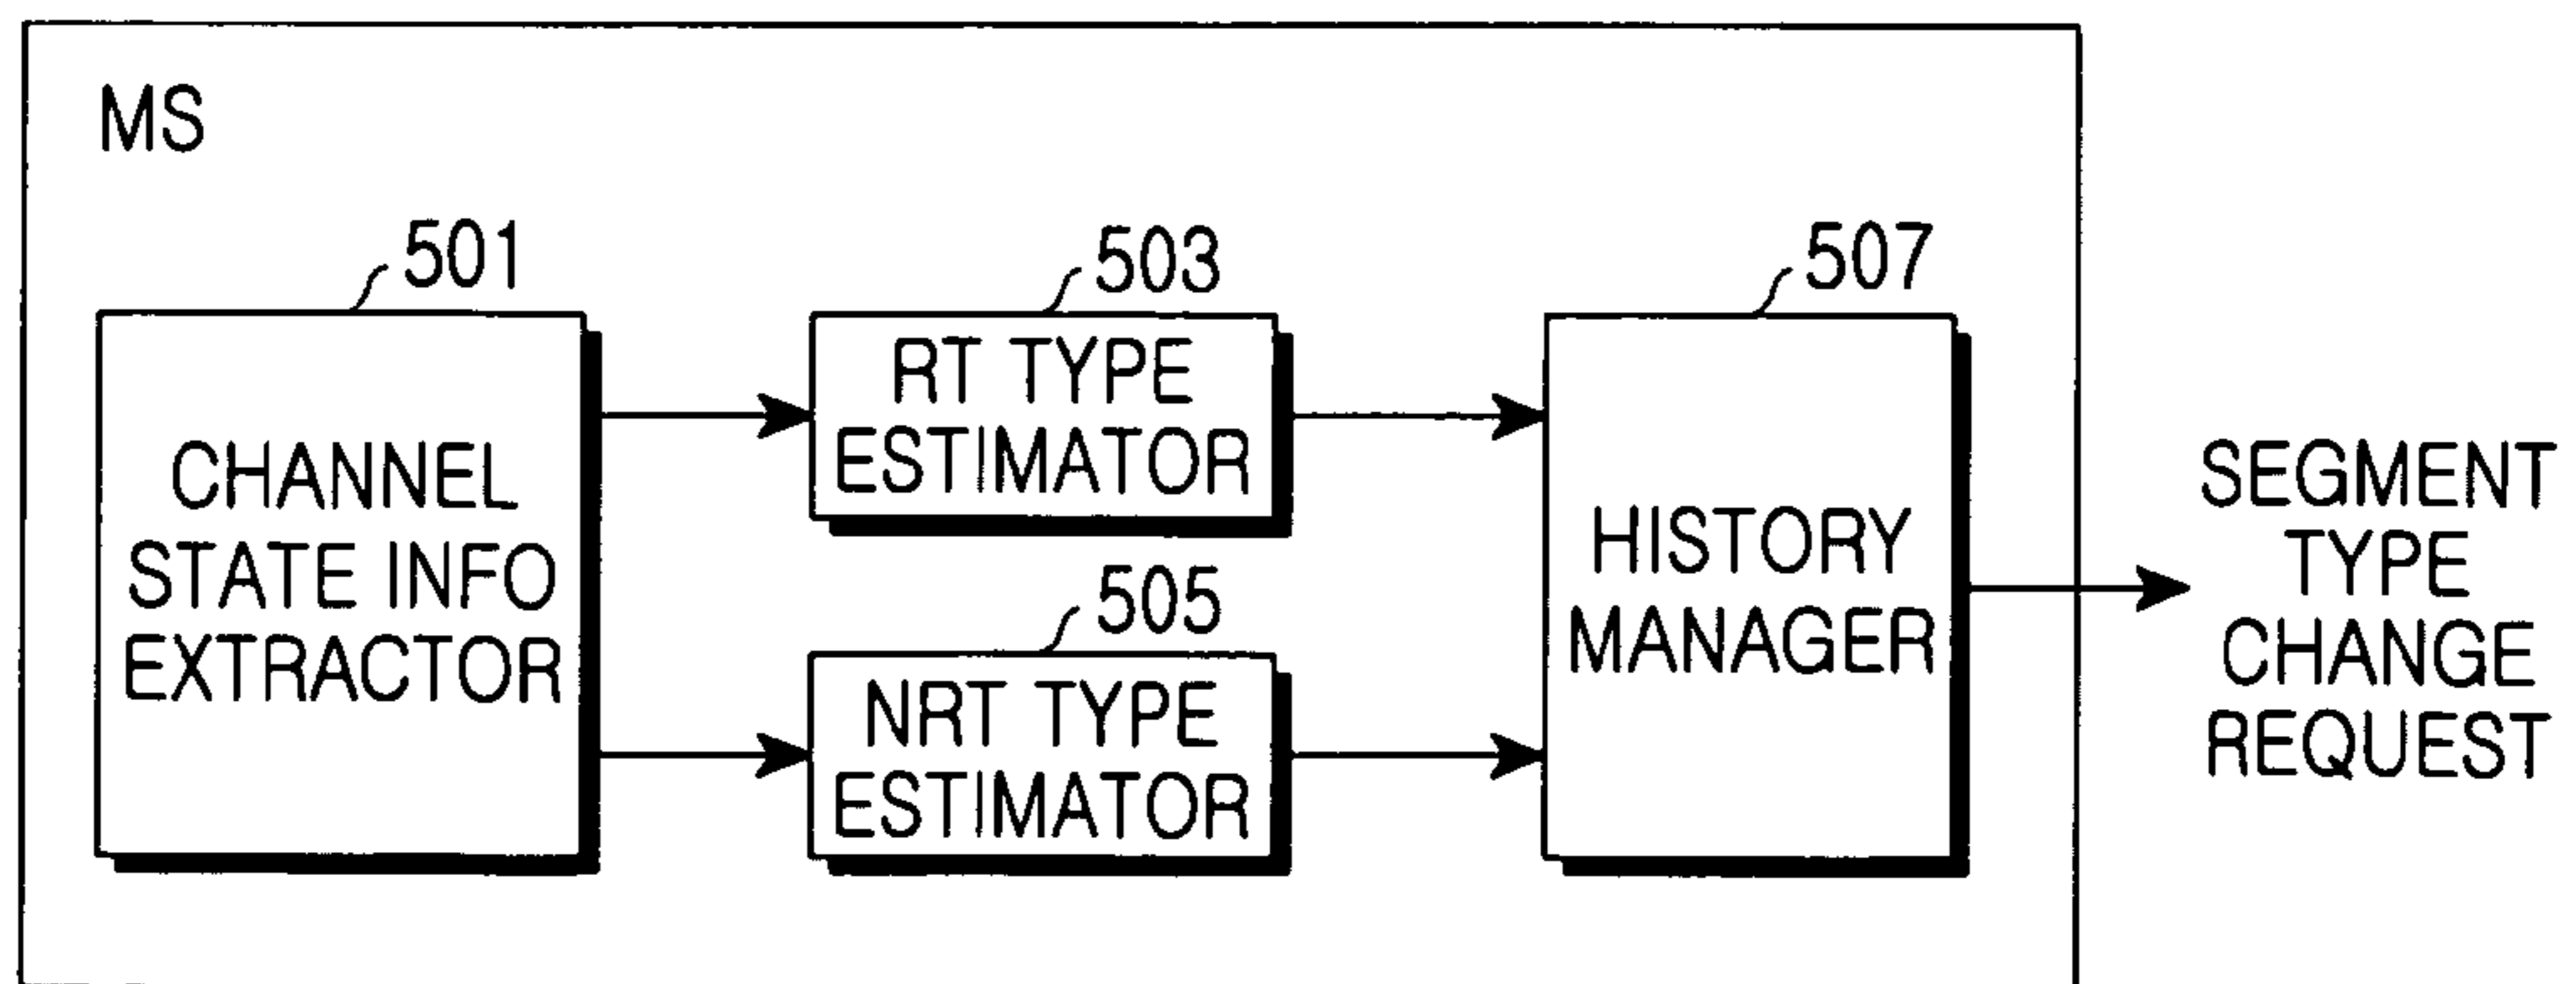 MS
501
CHANNEL
STATE INFO
EXTRACTOR
503
RT TYPE
ESTIMATOR
505
NRT TYPE
ESTIMATOR
507
HISTORY
MANAGER
SEGMENT
TYPE
CHANGE
REQUEST